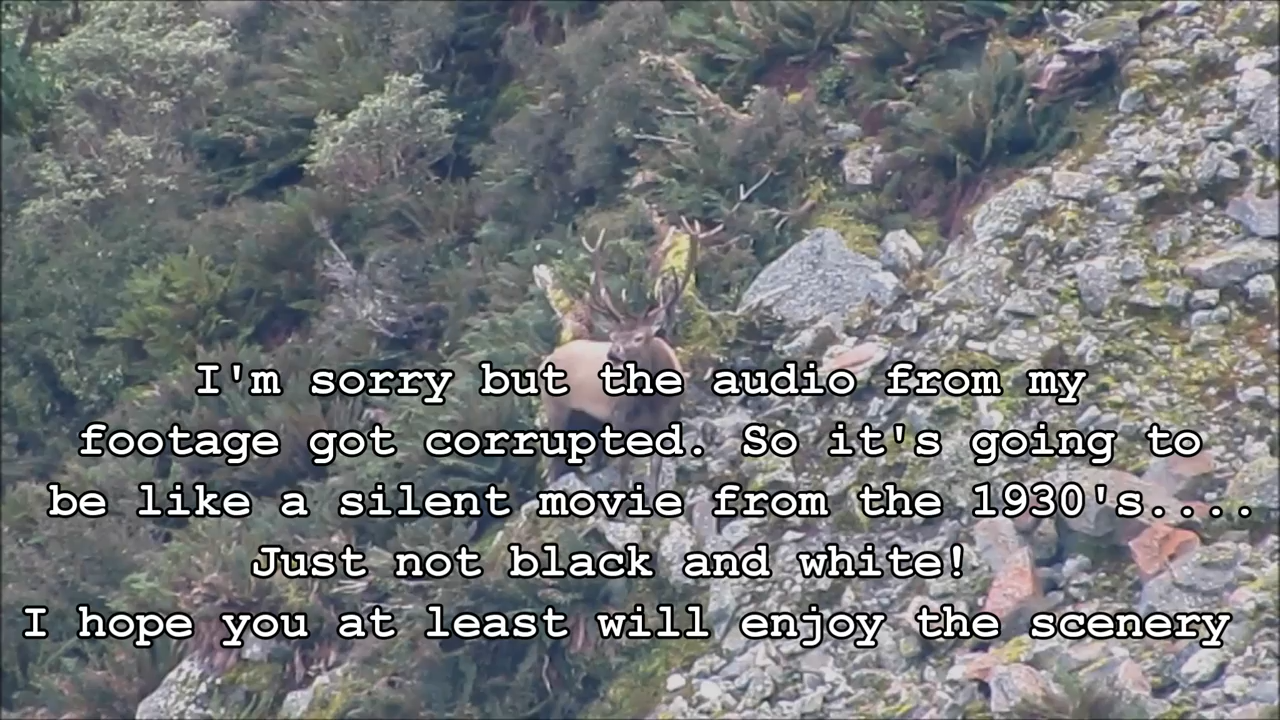 I'm sorry but the audio from my
footage got corrupted. So it's going to
be like a silent movie from the 1930's....
Just not black and white!
I hope you at least will enjoy the scenery